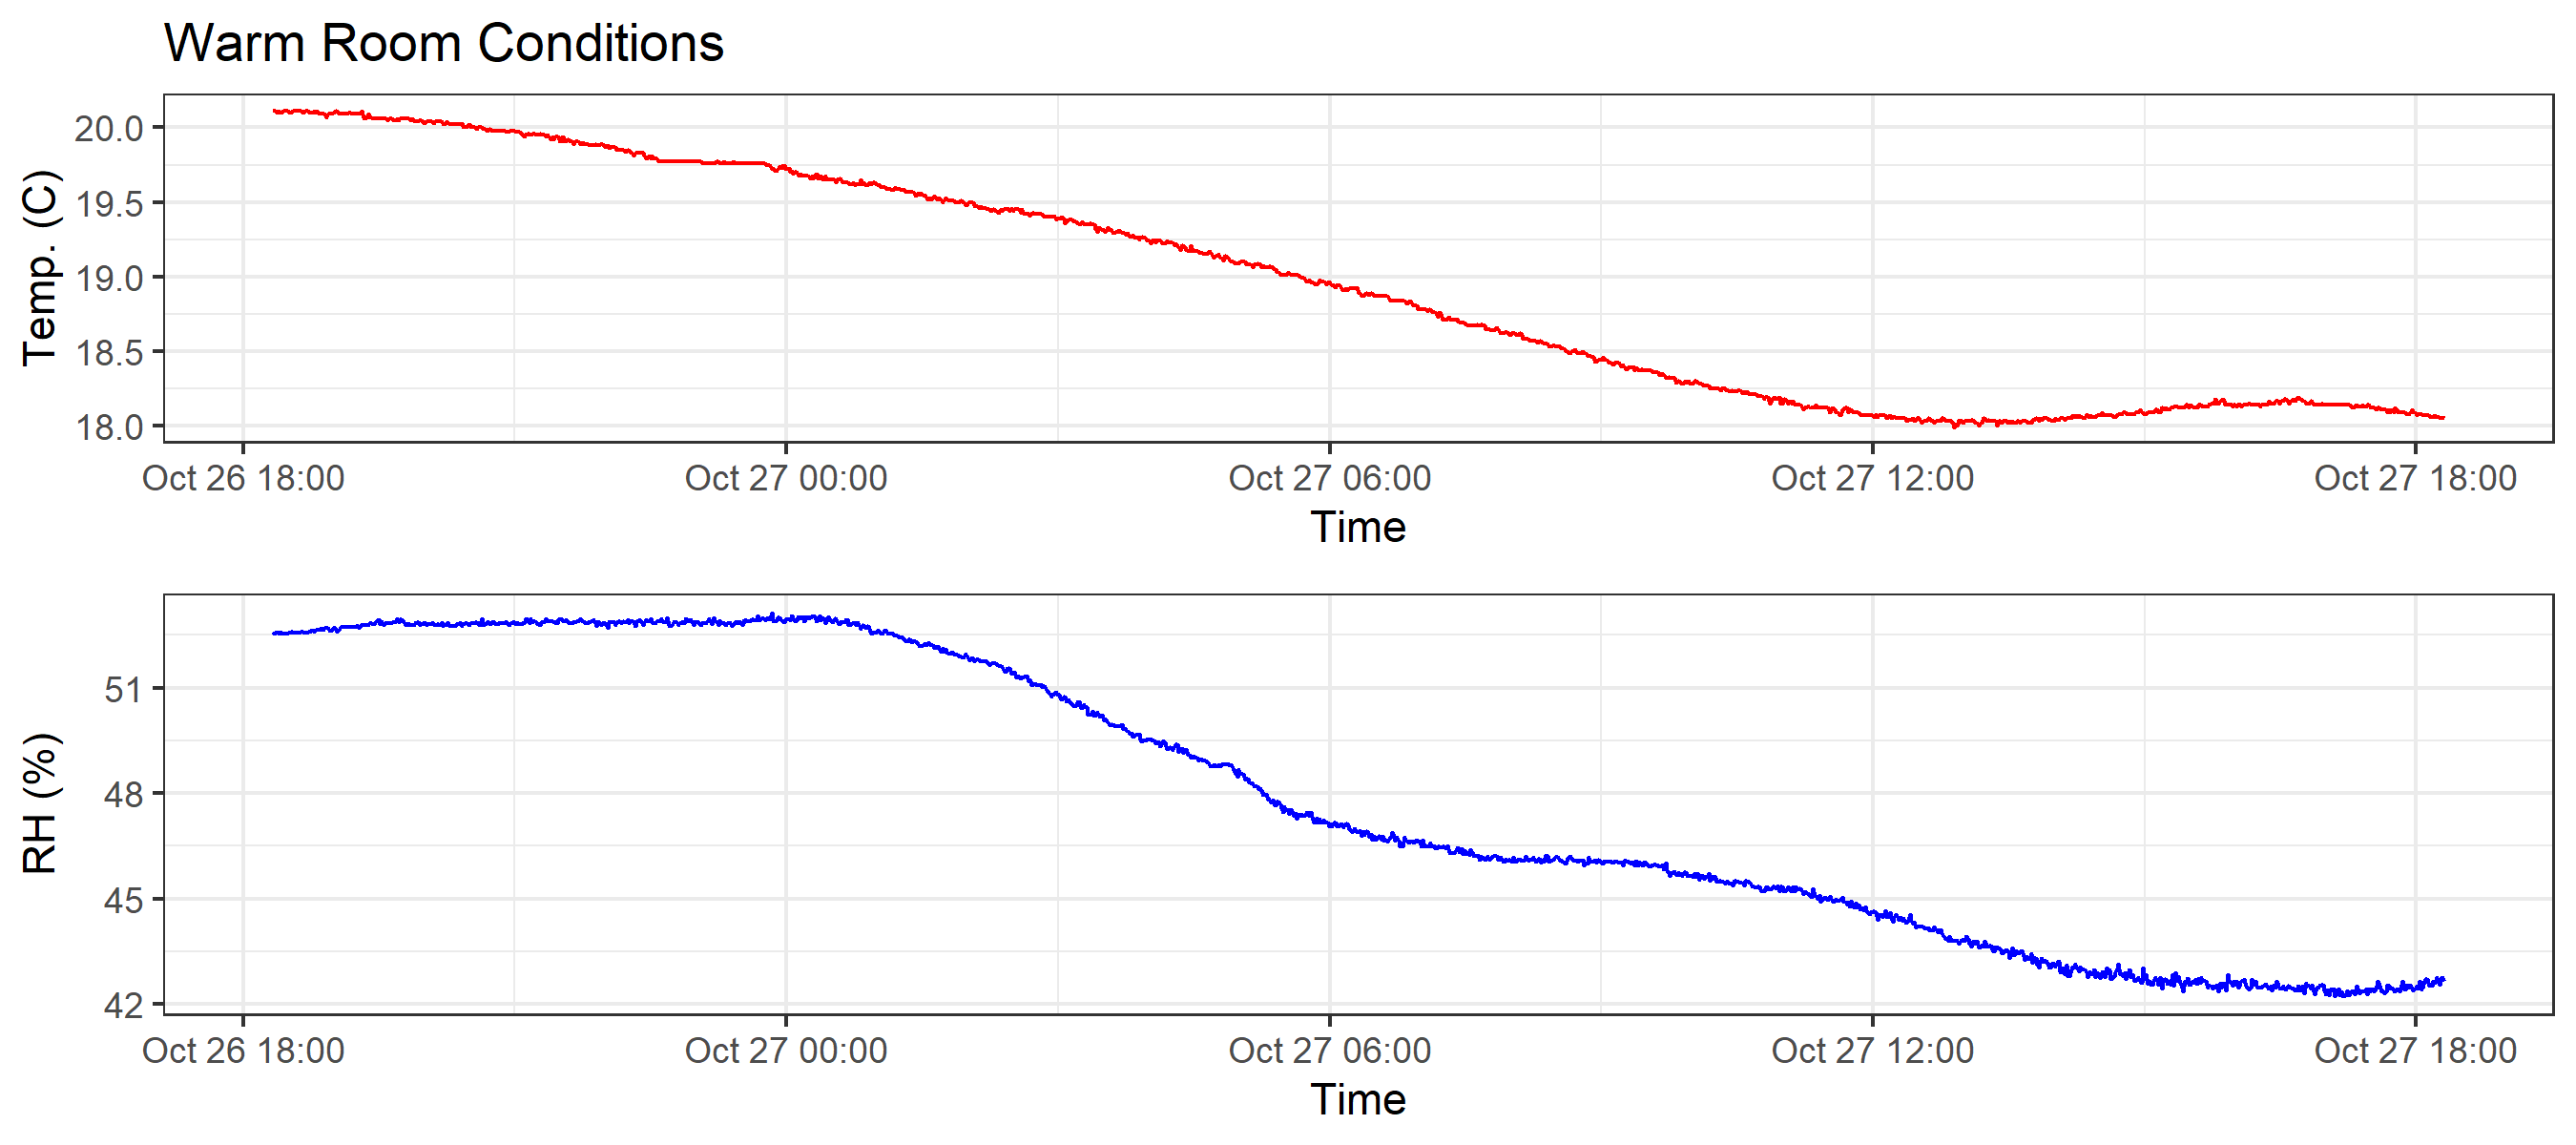 Warm Room Conditions
Temp. (C)
20.0
19.5
19.0
18.5
18.0
Oct 26 18:00 Oct 27 00:00 Oct 27 06:00 Oct 27 12:00 Oct 27 18:00
Time
RH (%)
51
48
45
42
Oct 26 18:00 Oct 27 00:00 Oct 27 06:00 Oct 27 12:00 Oct 27 18:00
Time